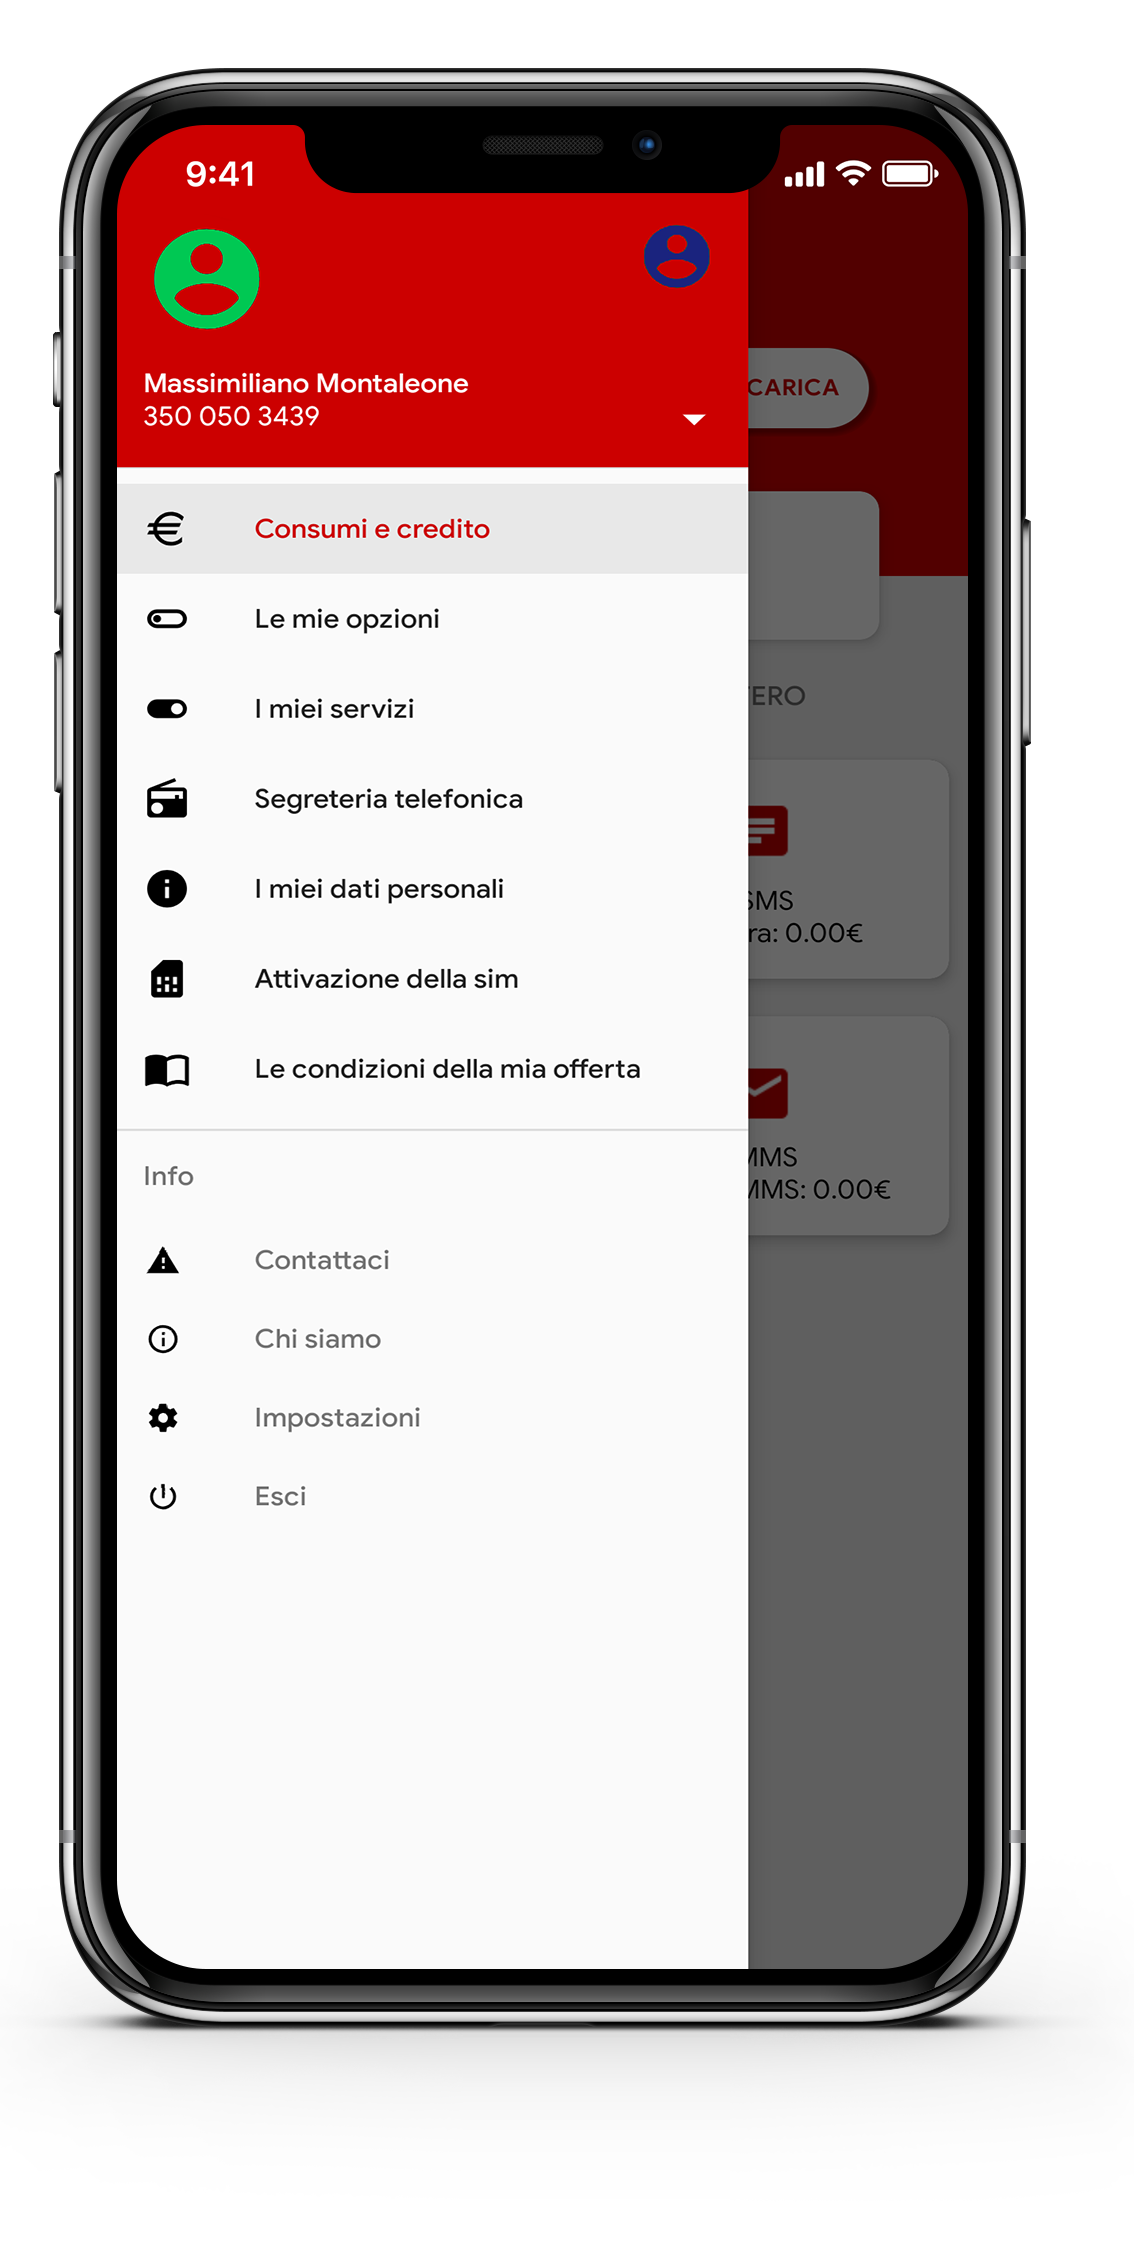 9:41
Massimiliano Montaleone
350 050 3439
CARICA
Consumi e credito
Le mie opzioni
I miei servizi
Segreteria telefonica
I miei dati personali
Attivazione della sim
Le condizioni della mia offerta
Info
Contattaci
Chi siamo
Impostazioni
Esci
TERO
SMS
ra: 0.00€
MMS
MMS: 0.00€